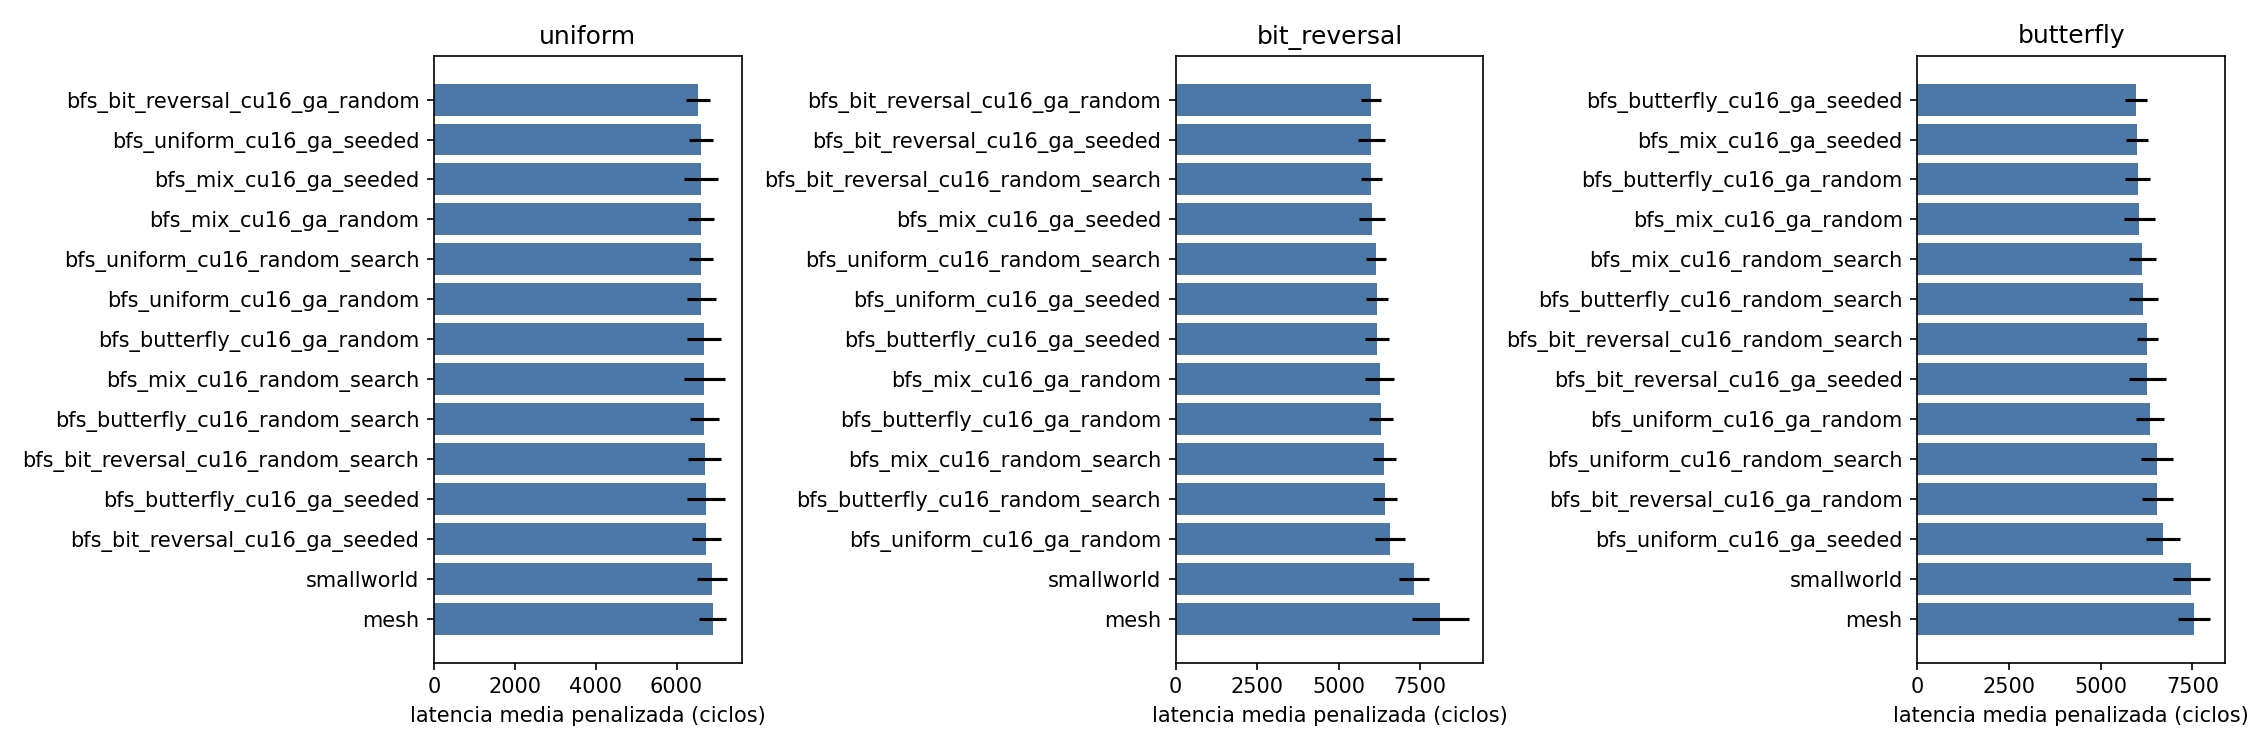 uniform
bfs_bit_reversal_cu16_ga_random
bfs_uniform_cu16_ga_seeded
bfs_mix_cu16_ga_seeded
bfs_mix_cu16_ga_random
bfs_uniform_cu16_random_search
bfs_uniform_cu16_ga_random
bfs_butterfly_cu16_ga_random
bfs_mix_cu16_random_search
bfs_butterfly_cu16_random_search
bfs_bit_reversal_cu16_random_search
bfs_butterfly_cu16_ga_seeded
bfs_bit_reversal_cu16_ga_seeded
smallworld
mesh
0 2000 4000 6000
latencia media penalizada (ciclos)
bit_reversal
bfs_bit_reversal_cu16_ga_random
bfs_bit_reversal_cu16_ga_seeded
bfs_bit_reversal_cu16_random_search
bfs_mix_cu16_ga_seeded
bfs_uniform_cu16_random_search
bfs_uniform_cu16_ga_seeded
bfs_butterfly_cu16_ga_seeded
bfs_mix_cu16_ga_random
bfs_butterfly_cu16_ga_random
bfs_mix_cu16_random_search
bfs_butterfly_cu16_random_search
bfs_uniform_cu16_ga_random
smallworld
mesh
0 2500 5000 7500
latencia media penalizada (ciclos)
butterfly
bfs_butterfly_cu16_ga_seeded
bfs_mix_cu16_ga_seeded
bfs_butterfly_cu16_ga_random
bfs_mix_cu16_ga_random
bfs_mix_cu16_random_search
bfs_butterfly_cu16_random_search
bfs_bit_reversal_cu16_random_search
bfs_bit_reversal_cu16_ga_seeded
bfs_uniform_cu16_ga_random
bfs_uniform_cu16_random_search
bfs_bit_reversal_cu16_ga_random
bfs_uniform_cu16_ga_seeded
smallworld
mesh
0 2500 5000 7500
latencia media penalizada (ciclos)